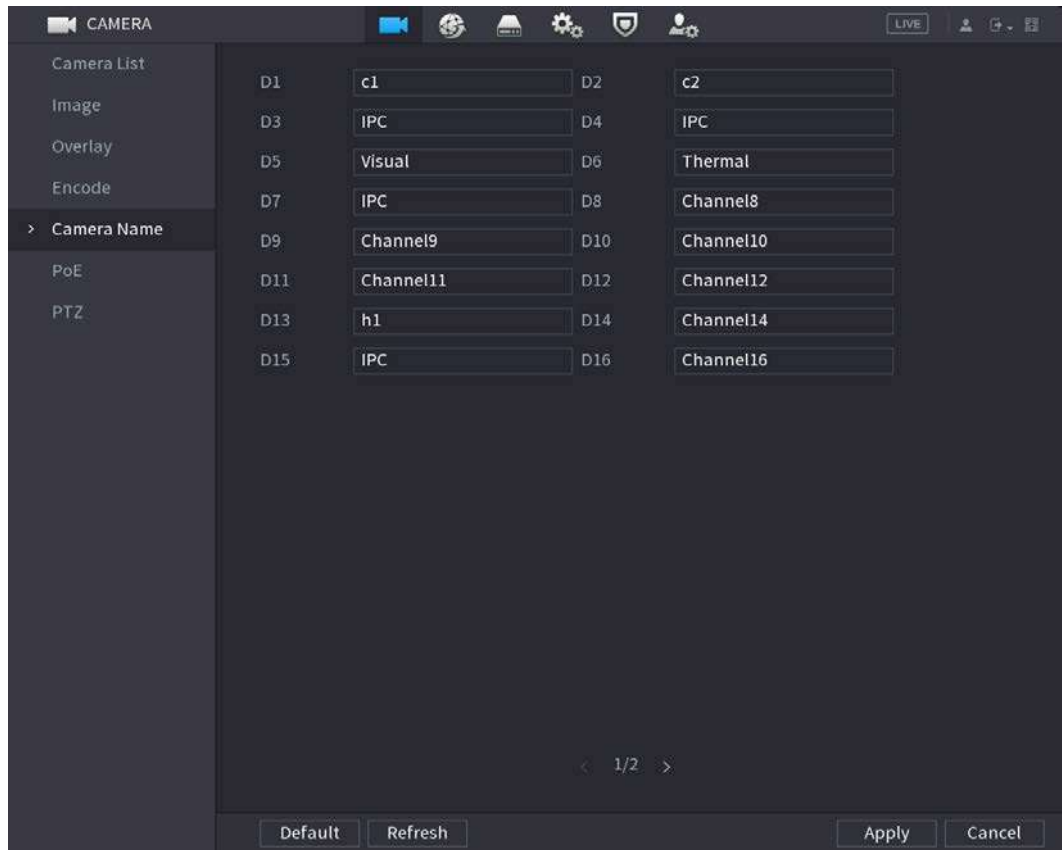 CAMERA LIVE
Camera List
Image
Overlay
Encode
> Camera Name
PoE
PTZ
D1 c1 D2 c2
D3 IPC D4 IPC
D5 Visual D6 Thermal
D7 IPC D8 Channel8
D9 Channel9 D10 Channel10
D11 Channel11 D12 Channel12
D13 h1 D14 Channel14
D15 IPC D16 Channel16
< 1/2 >
Default Refresh Apply Cancel